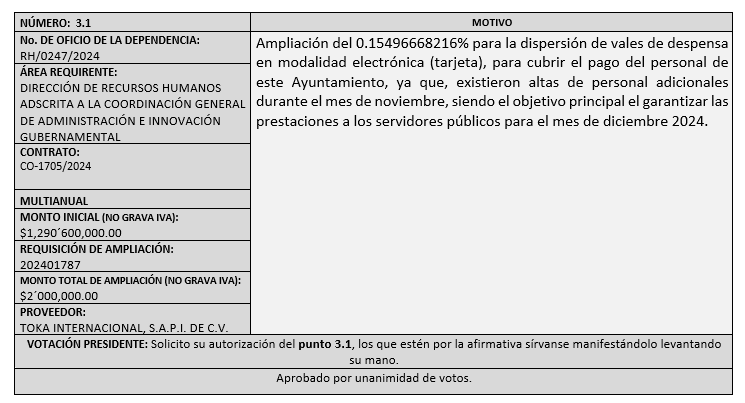 NÚMERO: 3.1
MOTIVO
No. DE OFICIO DE LA DEPENDENCIA:
RH/0247/2024
ÁREA REQUIRENTE:
DIRECCIÓN DE RECURSOS HUMANOS
ADSCRITA A LA COORDINACIÓN GENERAL
DE ADMINISTRACIÓN E INNOVACIÓN
GUBERNAMENTAL
CONTRATO:
CO-1705/2024
MULTIANUAL
MONTO INICIAL (NO GRAVA IVA):
$1,290´600,000.00
REQUISICIÓN DE AMPLIACIÓN:
202401787
MONTO TOTAL DE AMPLIACIÓN (NO GRAVA IVA):
$2´000,000.00
PROVEEDOR:
TOKA INTERNACIONAL, S.A.P.I. DE C.V.
Ampliación del 0.15496668216% para la dispersión de vales de despensa
en modalidad electrónica (tarjeta), para cubrir el pago del personal de
este Ayuntamiento, ya que, existieron altas de personal adicionales
durante el mes de noviembre, siendo el objetivo principal el garantizar las
prestaciones a los servidores públicos para el mes de diciembre 2024.
VOTACIÓN PRESIDENTE: Solicito su autorización del punto 3.1, los que estén por la afirmativa sírvanse manifestándolo levantando
su mano.
Aprobado por unanimidad de votos.